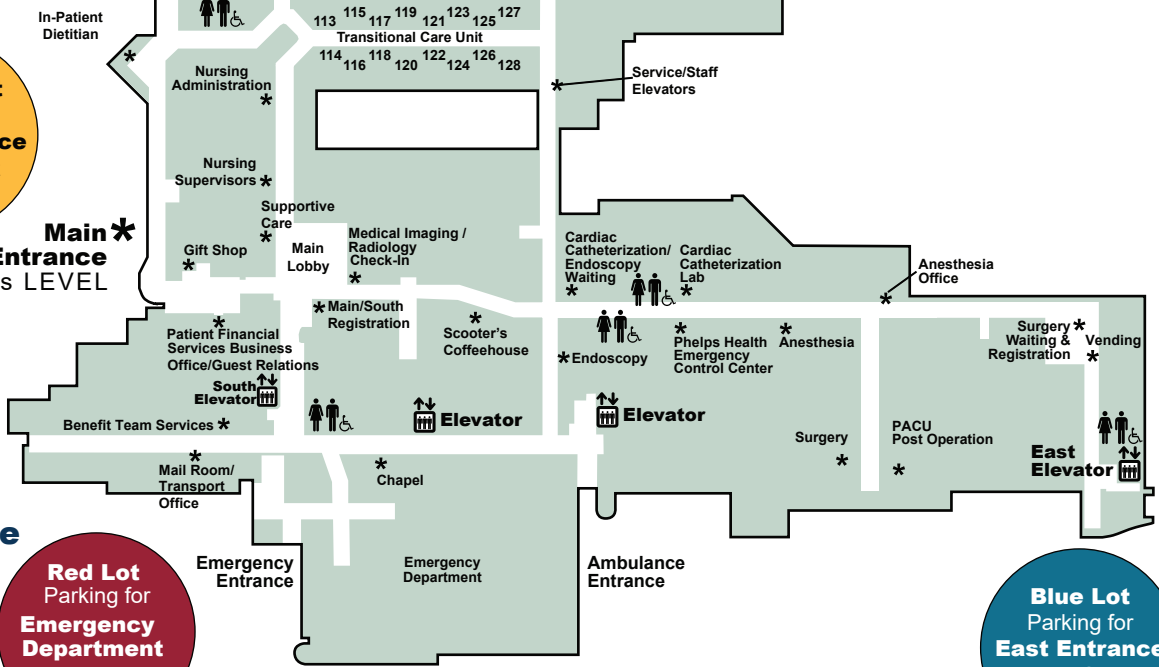 In-Patient
Dietitian
113 115 117 119 121 123 125 127
Transitional Care Unit
114 116 118 120 122 124 126 128
Service/Staff
Elevators
Nursing
Administration
ce
Nursing
Supervisors
Supportive
Care
Main
Entrance
s LEVEL
Gift Shop
Main
Lobby
Medical Imaging /
Radiology
Check-In
Cardiac
Catheterization/
Endoscopy
Waiting
Cardiac
Catheterization
Lab
Anesthesia
Office
Main/South
Registration
Scooter's
Coffeehouse
Patient Financial
Services Business
Office/Guest Relations
Endoscopy
Phelps Health
Emergency
Control Center
Anesthesia
Surgery
Waiting &
Registration
Vending
South
Elevator
Benefit Team Services
Elevator
Elevator
Surgery
PACU
Post Operation
East
Elevator
Mail Room/
Transport
Office
Chapel
e
Emergency
Entrance
Emergency
Department
Ambulance
Entrance
Red Lot
Parking for
Emergency
Department
Blue Lot
Parking for
East Entrance